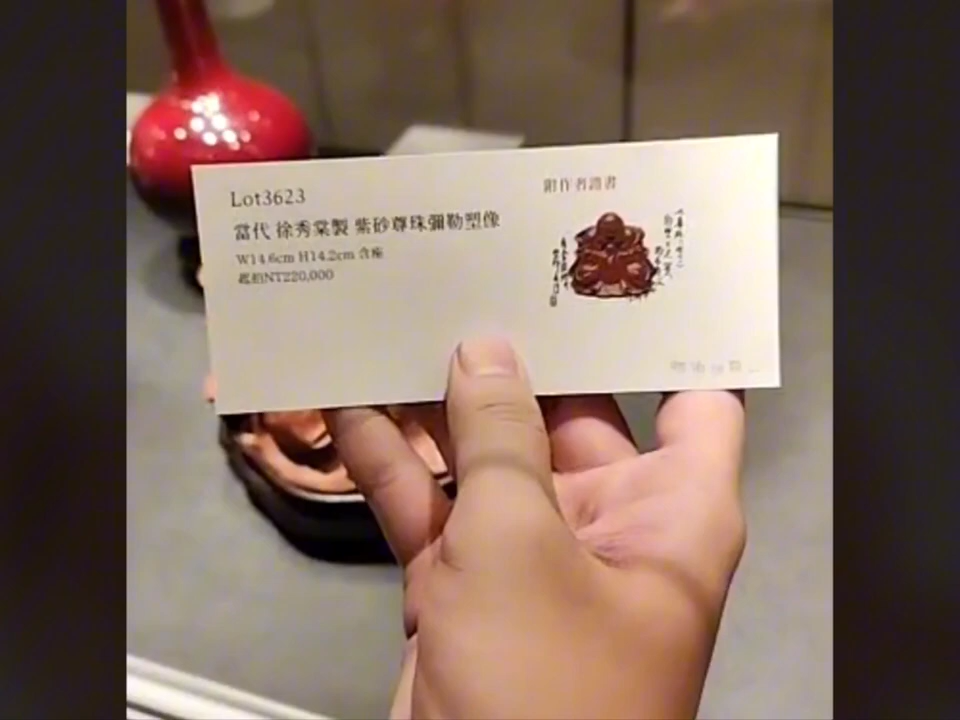 Lot3623
當代 徐秀棠製 紫砂尊珠彌勒塑像
W14.6cm H14.2cm 含座
起拍NT220,000
附作者證書